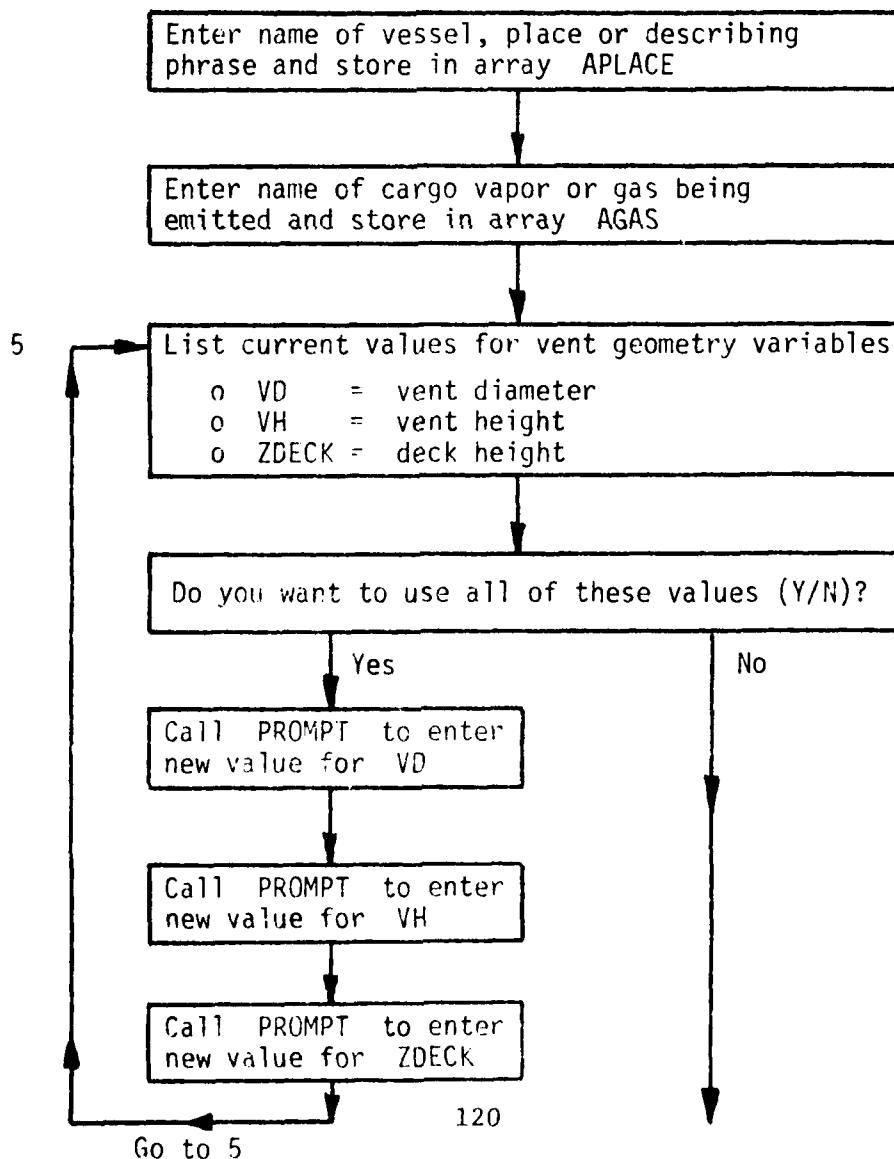 Enter name of vessel, place or describing
phrase and store in array APLACE
Enter name of cargo vapor or gas being
emitted and store in array AGAS
5
List current values for vent geometry variables
o VD = vent diameter
o VH = vent height
o ZDECK = deck height
Do you want to use all of these values (Y/N)?
Yes
No
Call PROMPT to enter
new value for VD
Call PROMPT to enter
new value for VH
Call PROMPT to enter
new value for ZDECK
120
Go to 5